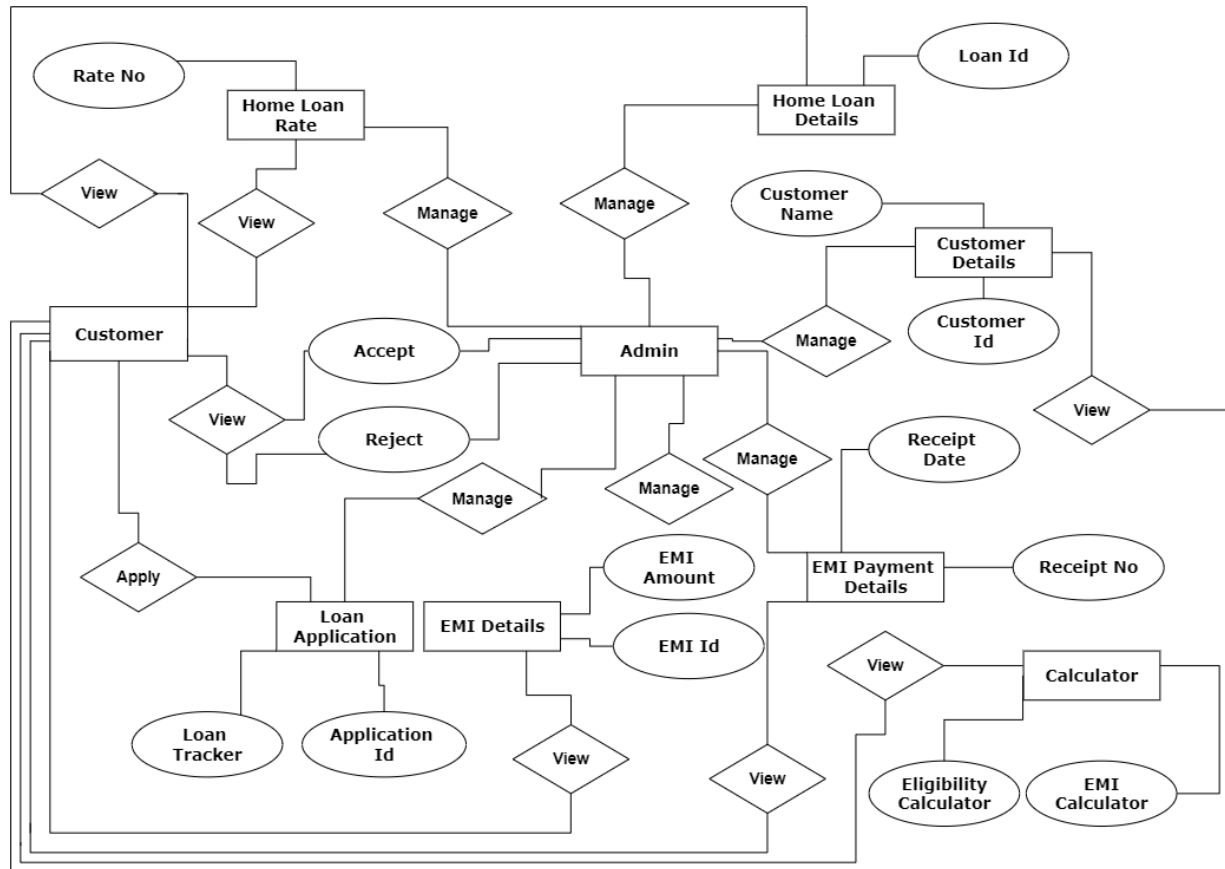 Rate No
Home Loan
Rate
Home Loan
Details
Loan Id
View
View
Manage
Manage
Customer
Name
Customer
Details
Customer
Id
Customer
Accept
Admin
Manage
View
Reject
View
Manage
Manage
Manage
Receipt
Date
Apply
EMI
Amount
EMI Payment
Details
Receipt No
Loan
Application
EMI Details
EMI Id
View
Calculator
Loan
Tracker
Application
Id
View
View
Eligibility
Calculator
EMI
Calculator